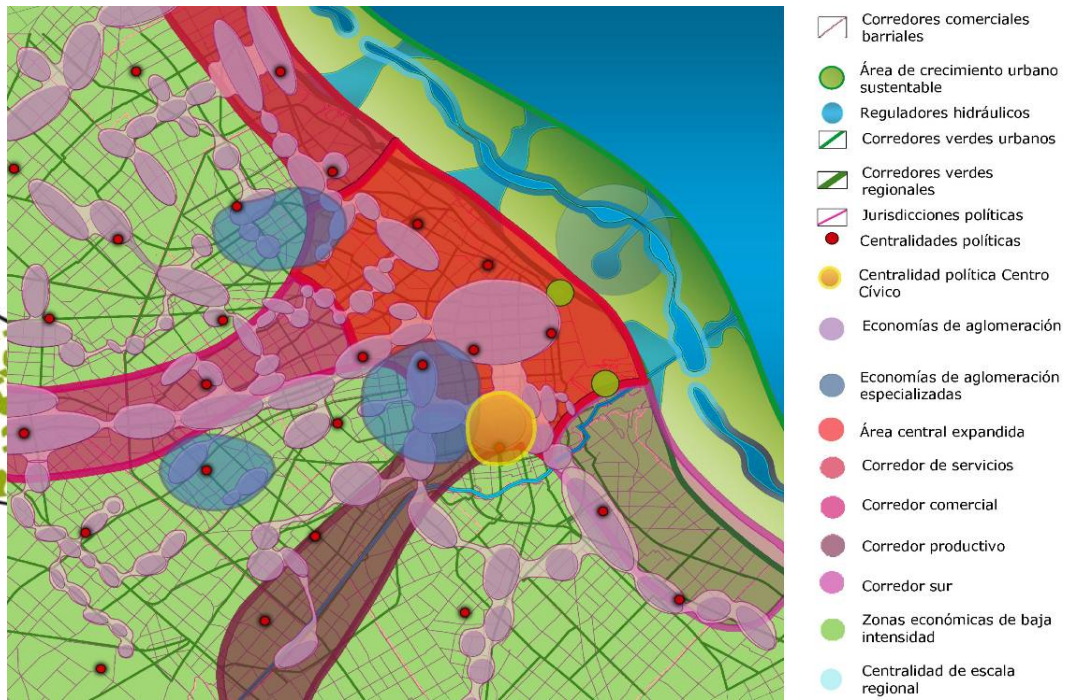 Corredores comerciales
barriales
Área de crecimiento urbano
sustentable
Reguladores hidráulicos
Corredores verdes urbanos
Corredores verdes
regionales
Jurisdicciones políticas
Centralidades políticas
Centralidad política Centro
Cívico
Economías de aglomeración
Economías de aglomeración
especializadas
Área central expandida
Corredor de servicios
Corredor comercial
Corredor productivo
Corredor sur
Zonas económicas de baja
intensidad
Centralidad de escala
regional